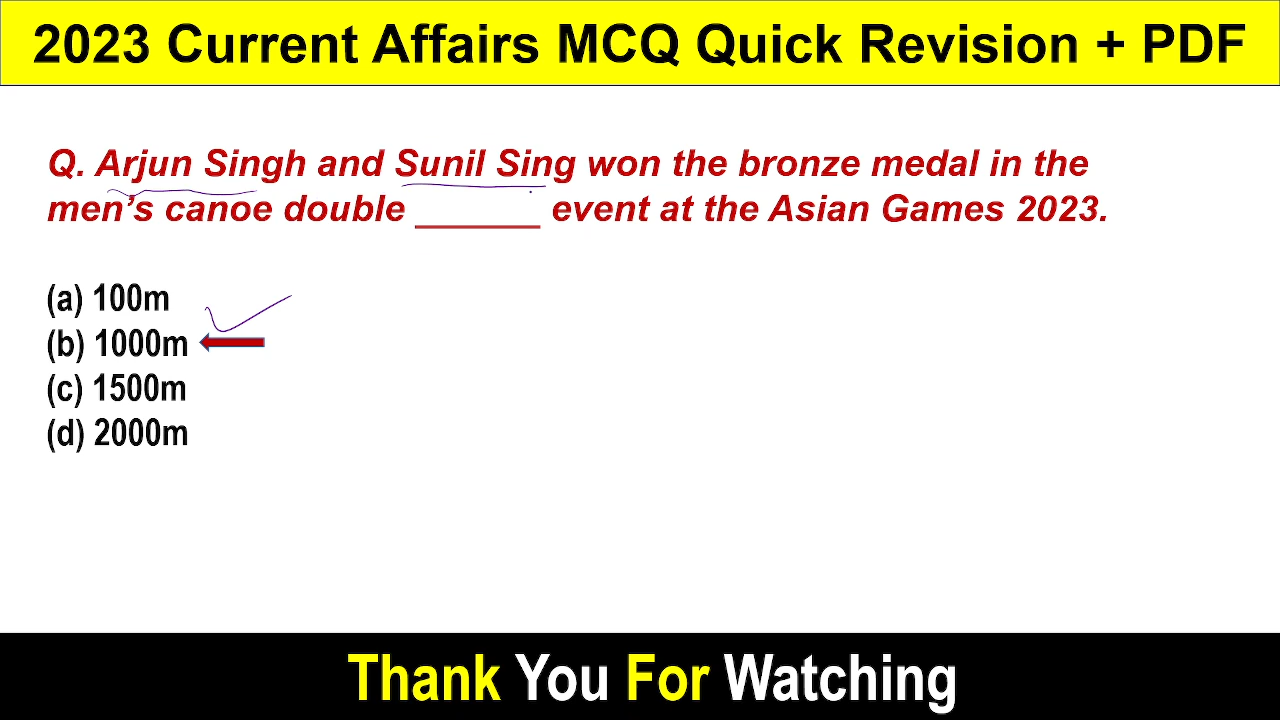 2023 Current Affairs MCQ Quick Revision + PDF
Q. Arjun Singh and Sunil Sing won the bronze medal in the
men’s canoe double _______ event at the Asian Games 2023.
(a) 100m
(b) 1000m
(c) 1500m
(d) 2000m
Thank You For Watching